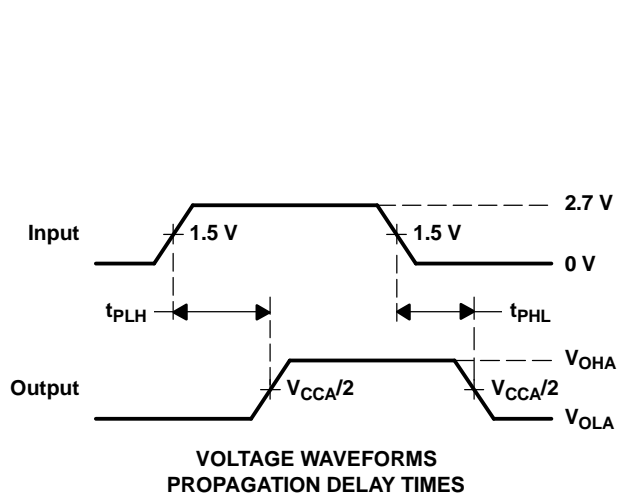 2.7 V
Input
1.5 V
1.5 V
0 V
tPLH
tPHL
VOHA
Output
VCCA/2
VCCA/2
VOLA
VOLTAGE WAVEFORMS
PROPAGATION DELAY TIMES